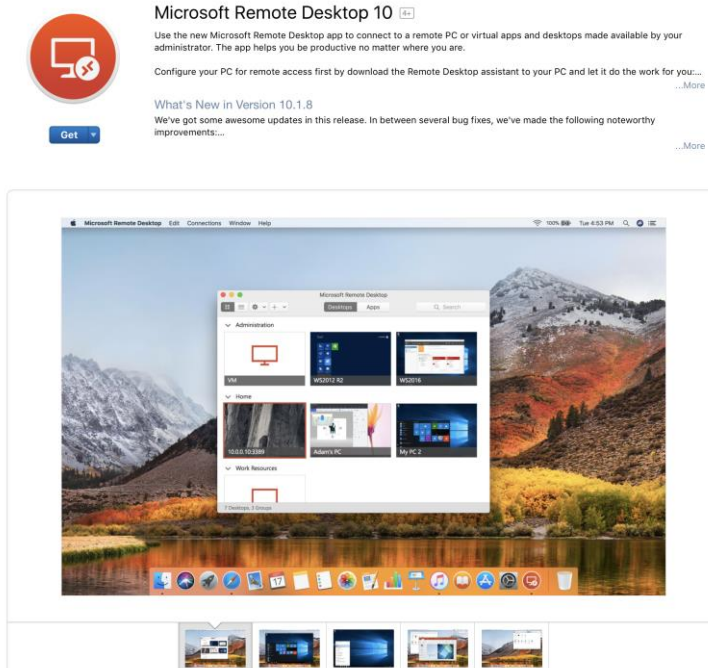 Microsoft Remote Desktop 10 4+
Use the new Microsoft Remote Desktop app to connect to a remote PC or virtual apps and desktops made available by your
administrator. The app helps you be productive no matter where you are.
Configure your PC for remote access first by download the Remote Desktop assistant to your PC and let it do the work for you:...
...More
What's New in Version 10.1.8
We've got some awesome updates in this release. In between several bug fixes, we've made the following noteworthy
improvements:...
...More
Get
Microsoft Remote Desktop Edit Connections Window Help 100% Tue 4:53 PM
Microsoft Remote Desktop
Desktops Apps Search
Administration
VM WS2012 R2 WS2016
Home
10.0.0.10:3389 Adam's PC My PC 2
Work Resources
7 Desktops, 3 Groups
17